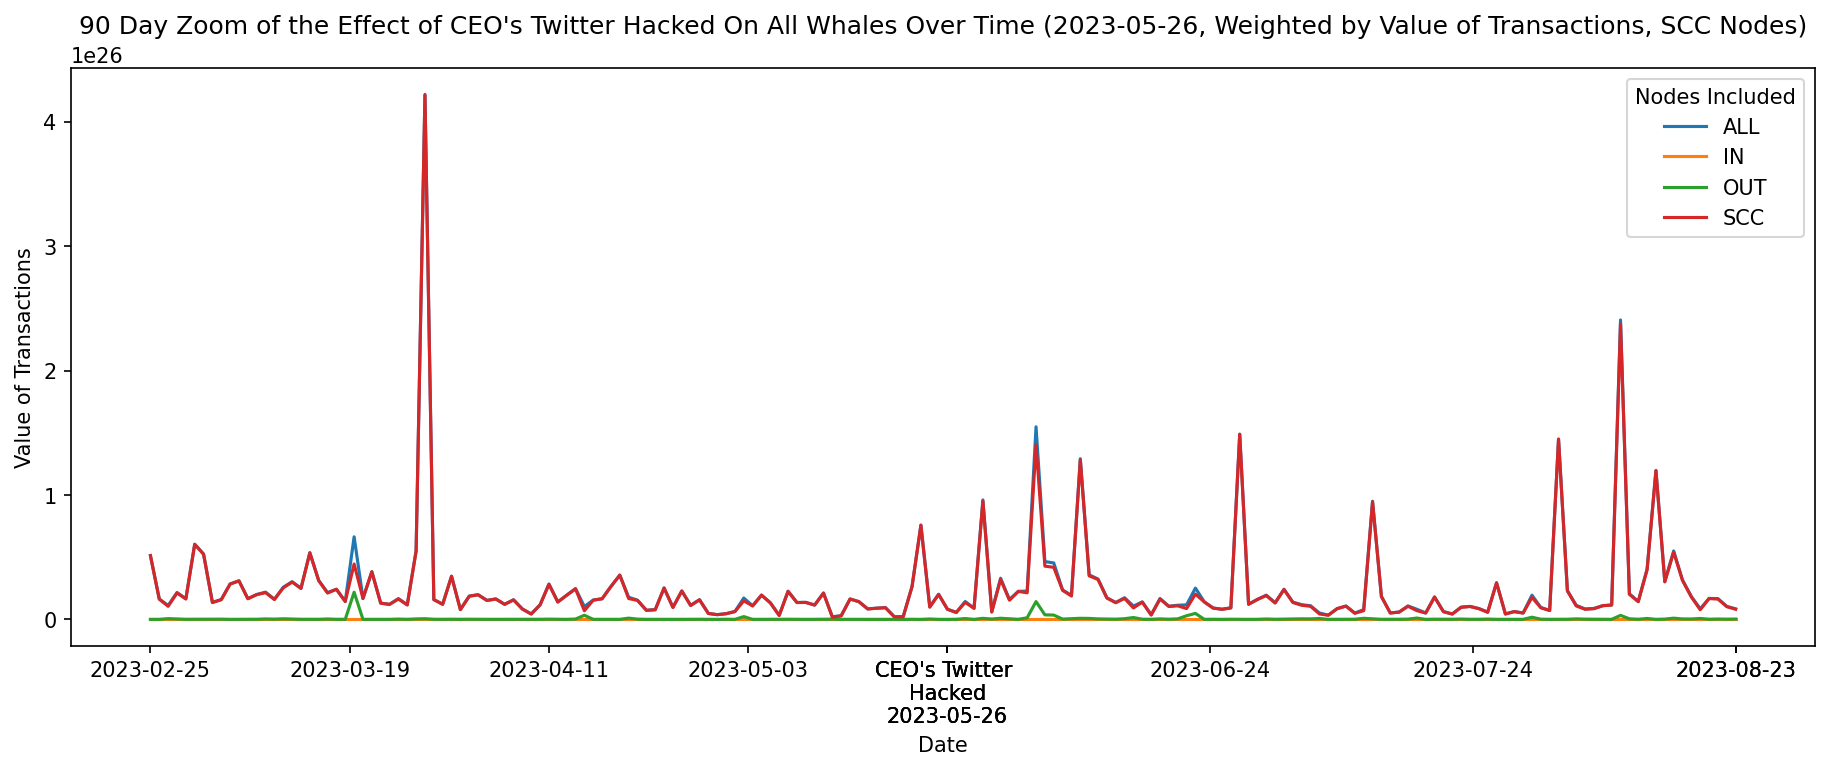 90 Day Zoom of the Effect of CEO's Twitter Hacked On All Whales Over Time (2023-05-26, Weighted by Value of Transactions, SCC Nodes)
1e26
Nodes Included
ALL
IN
OUT
SCC
4
3
2
1
0
Value of Transactions
2023-02-25
2023-03-19
2023-04-11
2023-05-03
CEO's Twitter
Hacked
2023-05-26
2023-06-24
2023-07-24
2023-08-23
Date